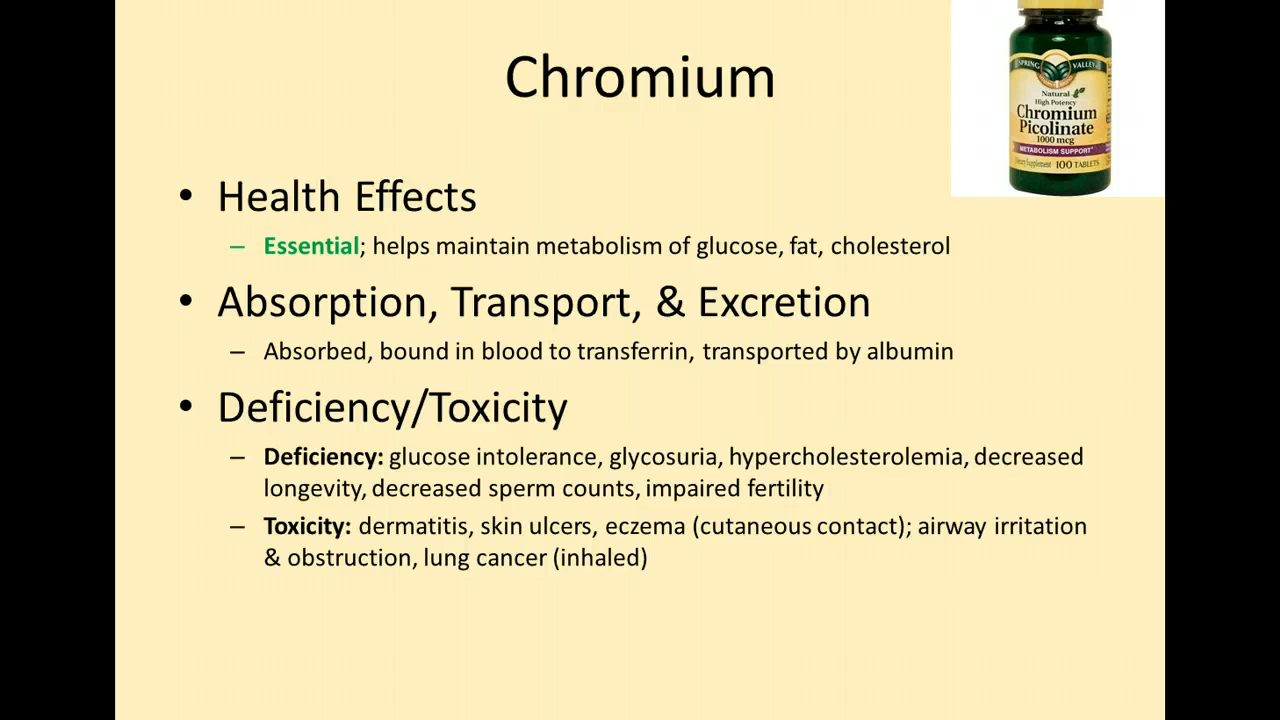 Chromium
SPRING VALLEY
Natural
High Potency
Chromium
Picolinate
1000 mcg
METABOLISM SUPPORT*
Dietary Supplement 100 TABLETS
• Health Effects
– Essential; helps maintain metabolism of glucose, fat, cholesterol
• Absorption, Transport, & Excretion
– Absorbed, bound in blood to transferrin, transported by albumin
• Deficiency/Toxicity
– Deficiency: glucose intolerance, glycosuria, hypercholesterolemia, decreased
longevity, decreased sperm counts, impaired fertility
– Toxicity: dermatitis, skin ulcers, eczema (cutaneous contact); airway irritation
& obstruction, lung cancer (inhaled)